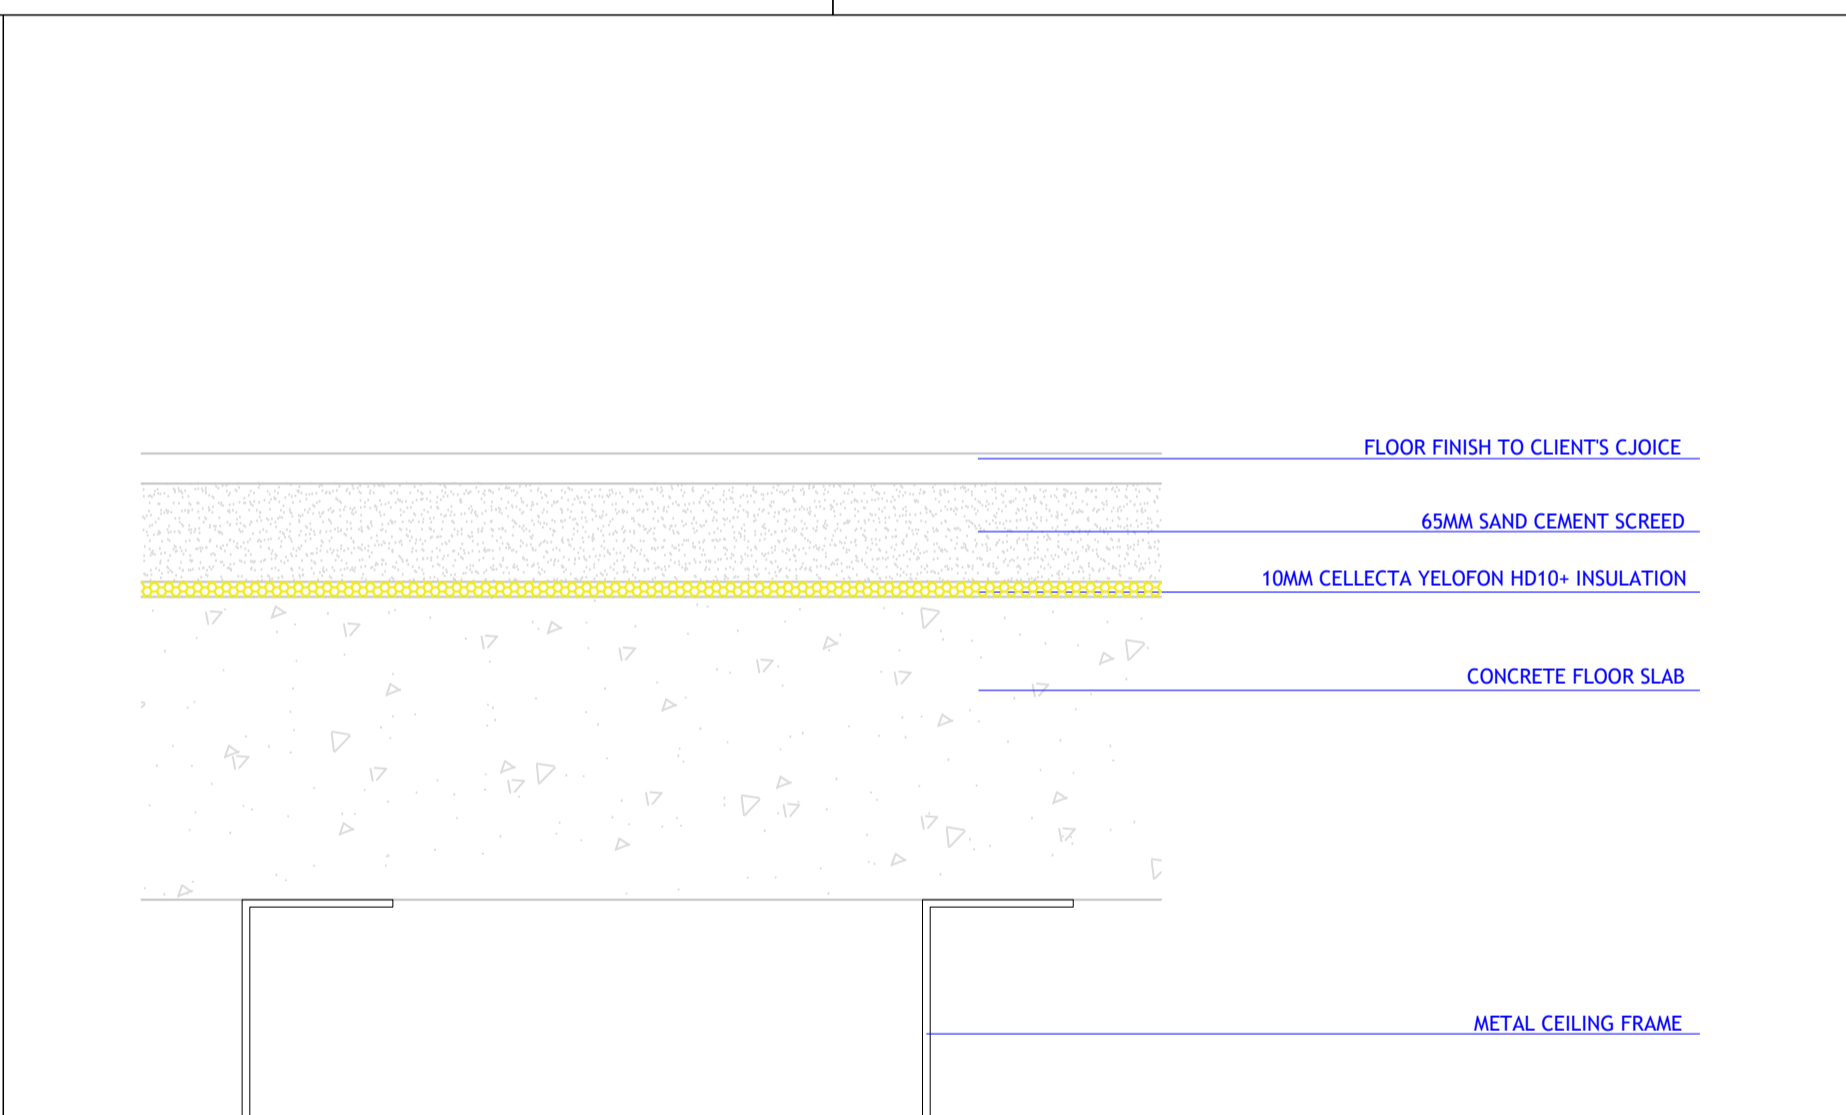 FLOOR FINISH TO CLIENT'S CJOICE
65MM SAND CEMENT SCREED
10MM CELLECTA YELOFON HD10+ INSULATION
CONCRETE FLOOR SLAB
METAL CEILING FRAME